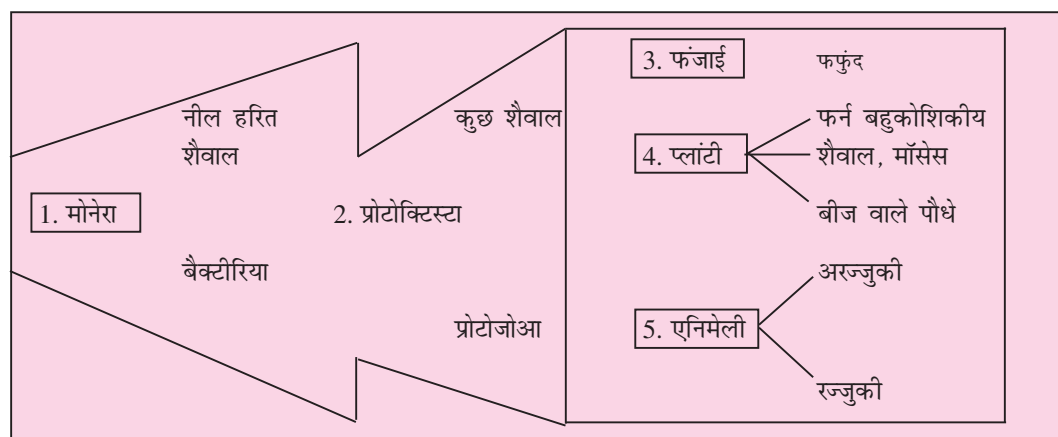 3. फंजाई
फफुंद
नील हरित
शैवाल
कुछ शैवाल
4. प्लांटी
फर्न बहुकोशिकीय
शैवाल, मॉसेस
बीज वाले पौधे
1. मोनेरा
2. प्रोटोक्टिस्टा
बैक्टीरिया
प्रोटोजोआ
5. एनिमेली
अरज्जुकी
रज्जुकी